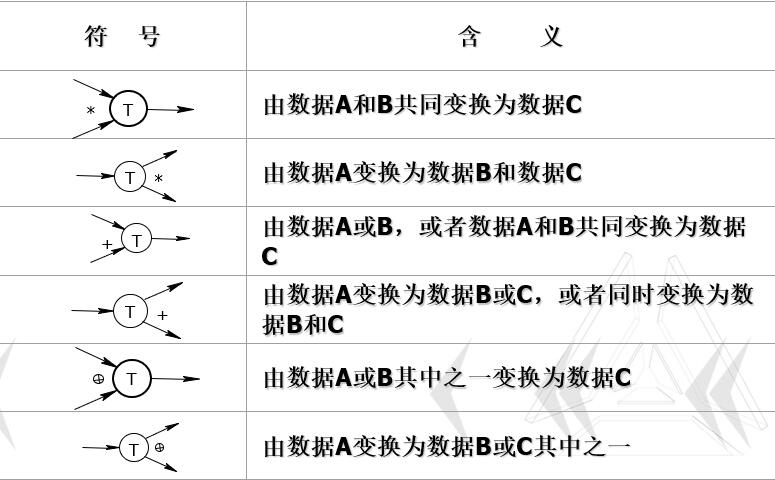 符 号 含 义
* T 由数据A和B共同变换为数据C
T * 由数据A变换为数据B和数据C
+ T 由数据A或B，或者数据A和B共同变换为数据
C
T + 由数据A变换为数据B或C，或者同时变换为数
据B和C
⊕ T 由数据A或B其中之一变换为数据C
T ⊕ 由数据A变换为数据B或C其中之一